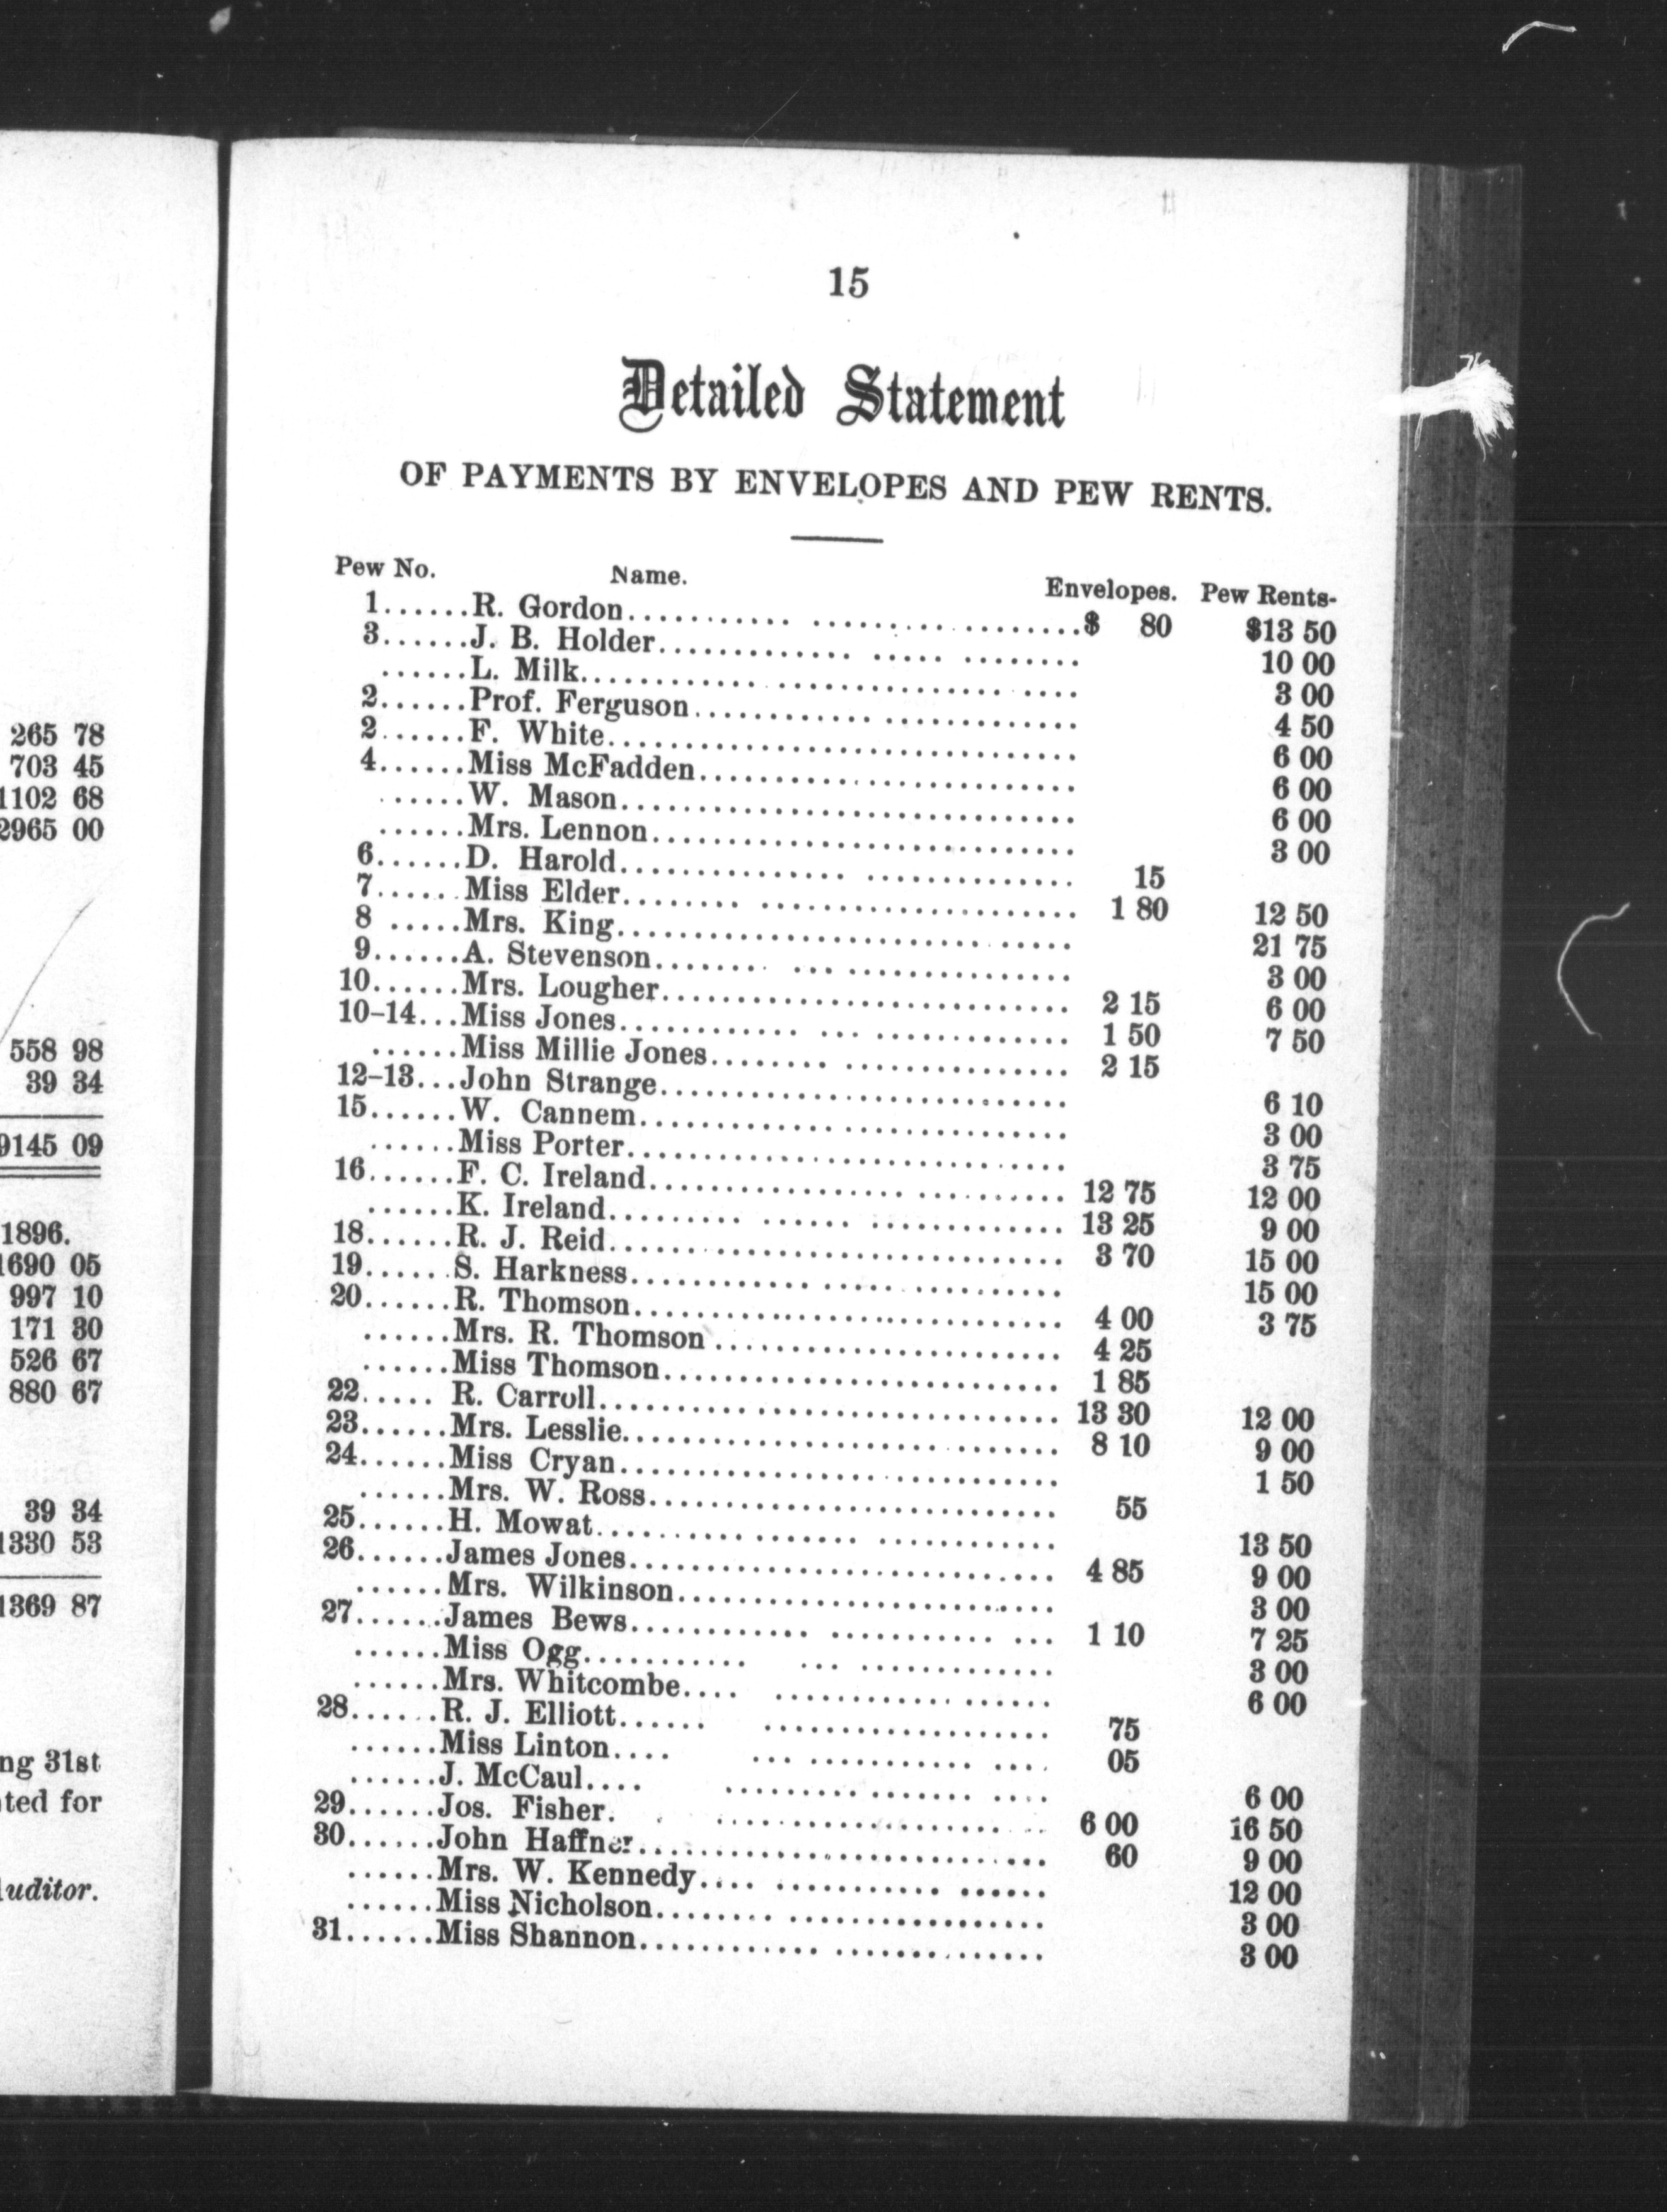 265 78
703 45
1102 68
2965 00
558 98
39 34
9145 09
1896.
1690 05
997 10
171 30
526 67
880 67
39 34
1330 53
1369 87
31st
for
15
Detailed Statement
OF PAYMENTS BY ENVELOPES AND PEW RENTS.
Pew No. Name. Envelopes. Pew Rents-
1......R. Gordon........................$ 80 $13 50
3......J. B. Holder........................ 10 00
......L. Milk........................ 3 00
2......Prof. Ferguson........................ 4 50
2......F. White........................ 6 00
4......Miss McFadden........................ 6 00
......W. Mason........................ 6 00
......Mrs. Lennon........................ 3 00
6......D. Harold........................ 15
7......Miss Elder........................ 1 80 12 50
8 .....Mrs. King........................ 21 75
9......A. Stevenson........................ 3 00
10......Mrs. Lougher........................ 2 15 6 00
10-14...Miss Jones........................ 1 50 7 50
......Miss Millie Jones........................ 2 15
12-13...John Strange........................ 6 10
15......W. Cannem........................ 3 00
......Miss Porter........................ 3 75
16......F. C. Ireland........................ 12 75 12 00
......K. Ireland........................ 13 25 9 00
18......R. J. Reid........................ 3 70 15 00
19......S. Harkness........................ 15 00
20......R. Thomson........................ 4 00 3 75
......Mrs. R. Thomson........................ 4 25
......Miss Thomson........................ 1 85
22...... R. Carroll........................ 13 30 12 00
23......Mrs. Lesslie........................ 8 10 9 00
24......Miss Cryan........................ 1 50
......Mrs. W. Ross........................ 55
25......H. Mowat........................ 13 50
26......James Jones........................ 4 85 9 00
......Mrs. Wilkinson........................ 3 00
27......James Bews........................ 1 10 7 25
......Miss Ogg........................ 3 00
......Mrs. Whitcombe........................ 6 00
28......R. J. Elliott........................ 75
......Miss Linton........................ 05
......J. McCaul........................ 6 00
29......Jos. Fisher........................ 6 00 16 50
30......John Haffner........................ 60 9 00
......Mrs. W. Kennedy........................ 12 00
......Miss Nicholson........................ 3 00
31......Miss Shannon........................ 3 00